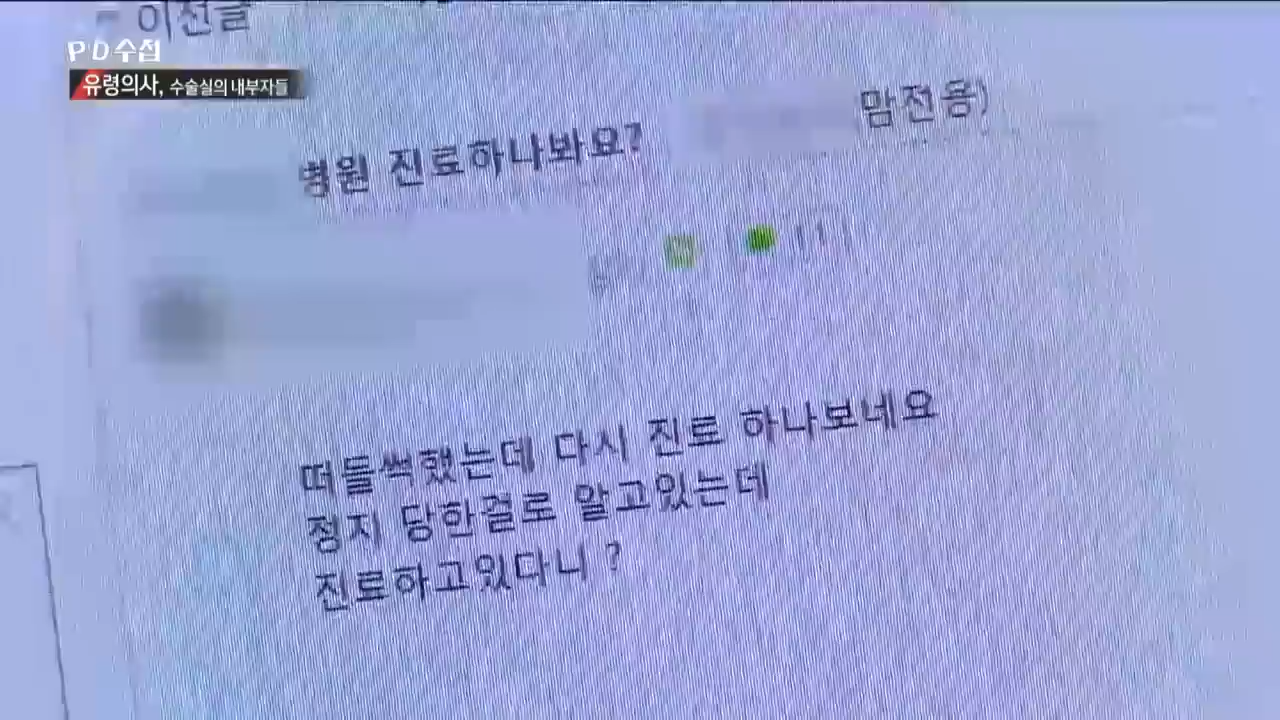 이전글
PD수첩
유령의사, 수술실의 내부자들
맘전용)
병원 진료하나봐요?
떠들썩했는데 다시 진료 하나보네요
정지 당한걸로 알고있는데
진료하고있다니 ?